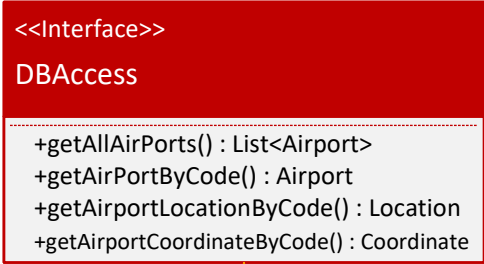 <<Interface>>
DBAccess
+getAllAirPorts() : List<Airport>
+getAirPortByCode() : Airport
+getAirportLocationByCode() : Location
+getAirportCoordinateByCode() : Coordinate